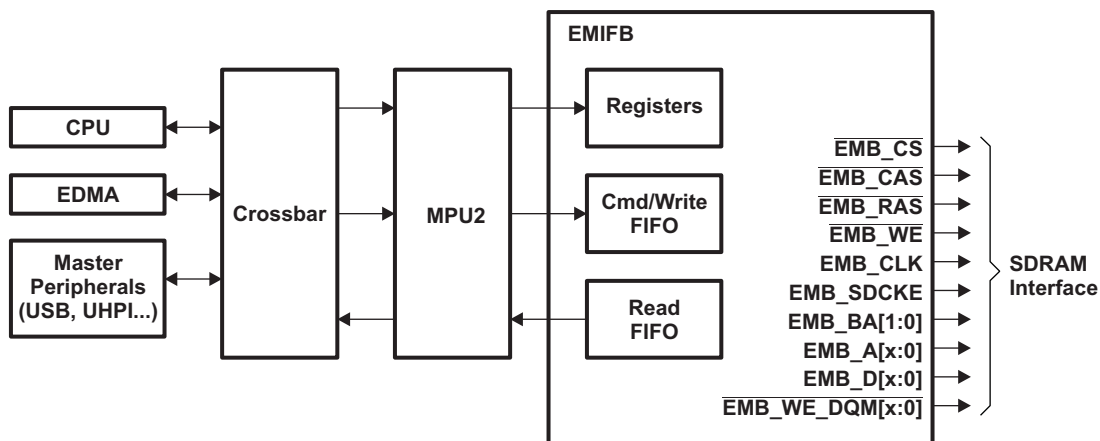 EMIFB
CPU
EDMA
Master
Peripherals
(USB, UHPI...)
Crossbar
MPU2
Registers
Cmd/Write
FIFO
Read
FIFO
EMB_CS
EMB_CAS
EMB_RAS
EMB_WE
EMB_CLK
EMB_SDCKE
EMB_BA[1:0]
EMB_A[x:0]
EMB_D[x:0]
EMB_WE_DQM[x:0]
SDRAM
Interface